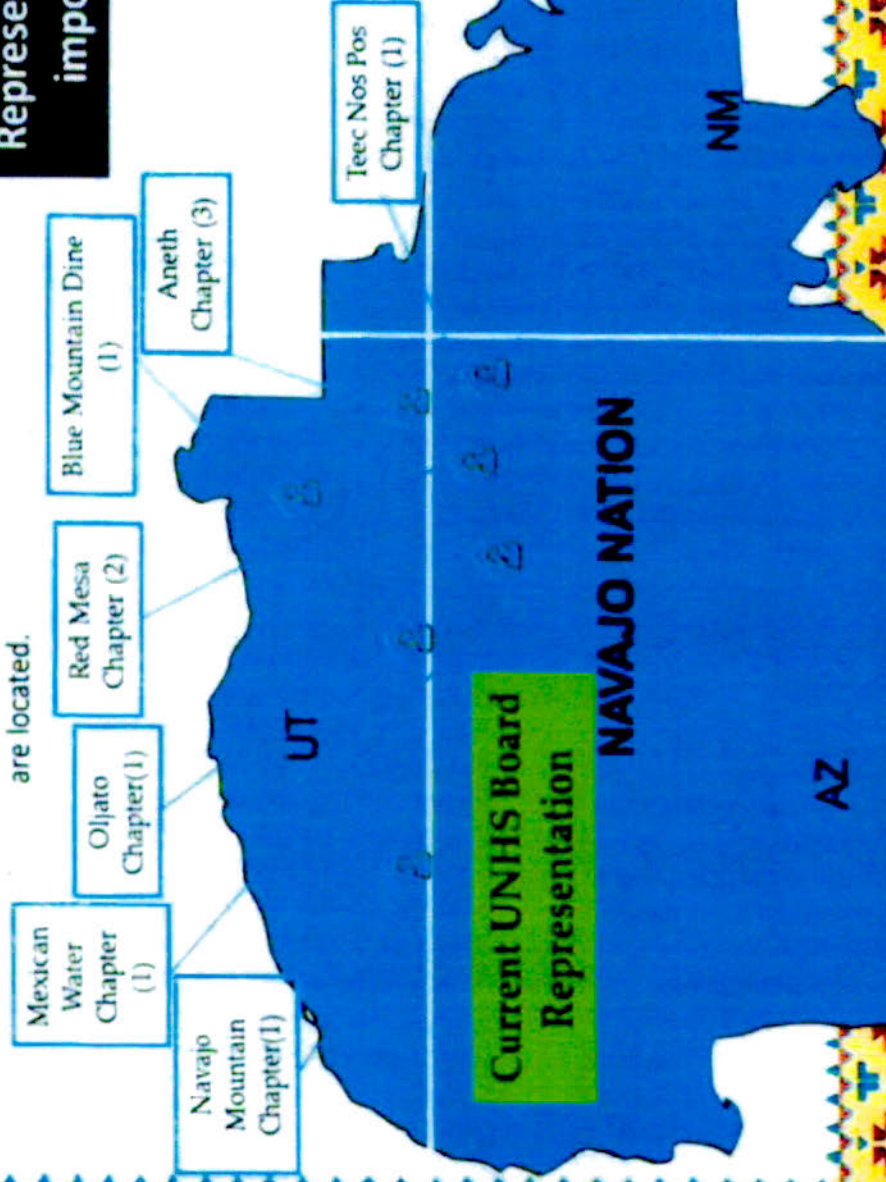 Represe
impo
are located.
Mexican
Water
Chapter
(1)
Navajo
Mountain
Chapter(1)
Oljato
Chapter(1)
Red Mesa
Chapter (2)
Blue Mountain Dine
(1)
Aneth
Chapter (3)
Teec Nos Pos
Chapter (1)
UT
Current UNHS Board
Representation
NAVAJO NATION
AZ
NM